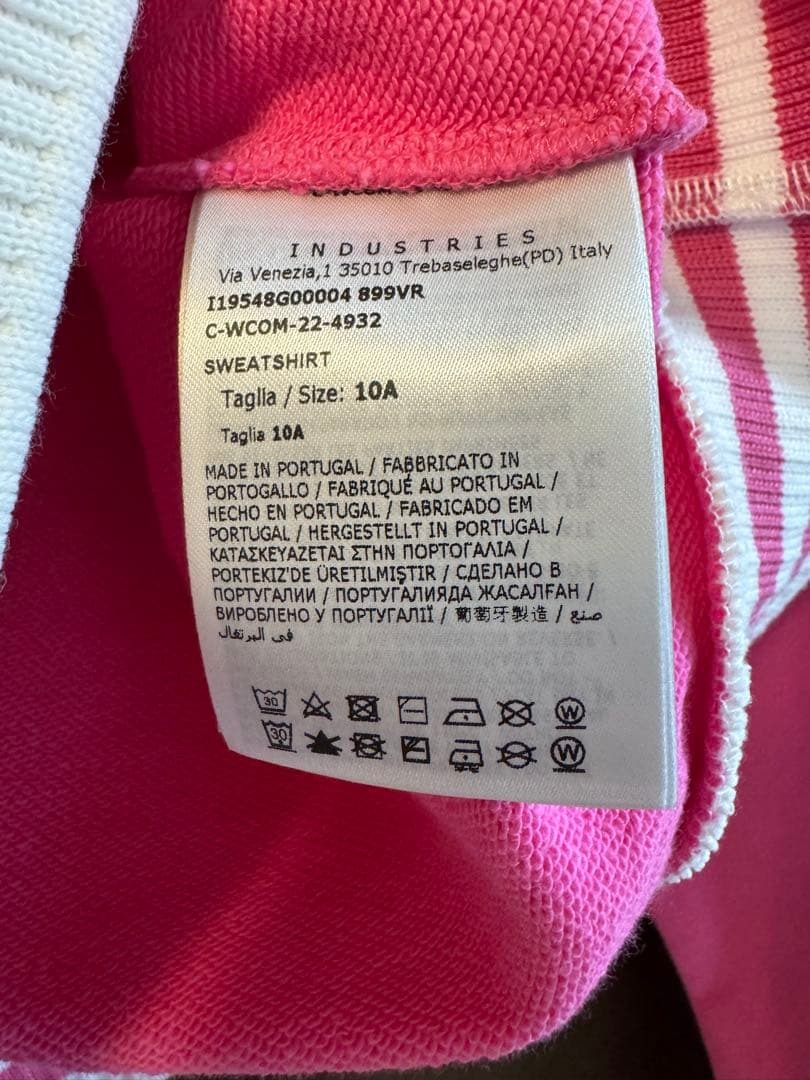 INDUSTRIES
Via Venezia,1 35010 Trebaseleghe(PD) Italy
I19548G00004 899VR
C-WCOM-22-4932
SWEATSHIRT
Taglia / Size: 10A
Taglia 10A
MADE IN PORTUGAL / FABBRICATO IN
PORTOGALLO / FABRIQUÉ AU PORTUGAL /
HECHO EN PORTUGAL / FABRICADO EM
PORTUGAL / HERGESTELLT IN PORTUGAL /
ΚΑΤΑΣΚΕΥΑΖΕΤΑΙ ΣΤΗΝ ΠΟΡΤΟΓΑΛΙΑ /
PORTEKIZ'DE ÜRETILMIŞTIR / СДЕЛАНО В
ПОРТУГАЛИИ / ПОРТУГАЛИЯДА ЖАСАЛҒАН /
ВИРОБЛЕНО У ПОРТУГАЛІЇ / 葡萄牙製造 / صنع
في البرتغال
30 W
30 W